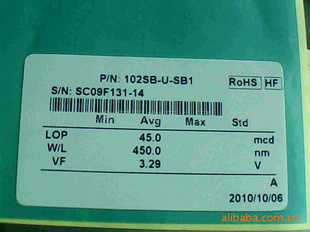 P/N: 102SB-U-SB1
RoHS HF
S/N: SC09F131-14
Min Avg Max Std
LOP 45.0 mcd
W/L 450.0 nm
VF 3.29 V
A
2010/10/06
alibaba.com.cn